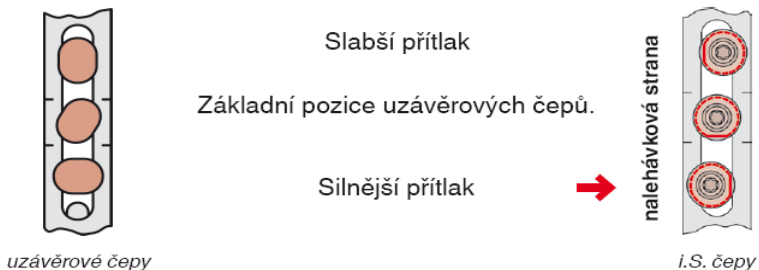 Slabší přítlak
Základní pozice uzávěrových čepů.
Silnější přítlak
nalehávková strana
uzávěrové čepy
i.S. čepy